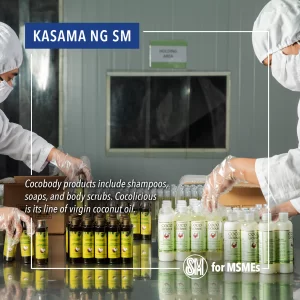 KASAMA NG SM
Cocobody products include shampoos,
soaps, and body scrubs. Cocolicious
is its line of virgin coconut oil.
SM for MSMEs